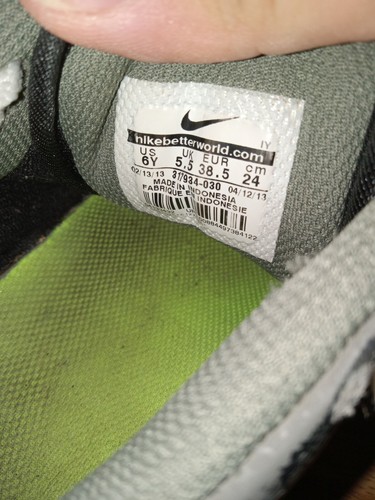 IY
nikebetterworld.com
US UK EUR cm
6Y 5.5 38.5 24
02/13/13 317934-030 04/12/13
MADE IN INDONESIA
FABRIQUE EN INDONESIE